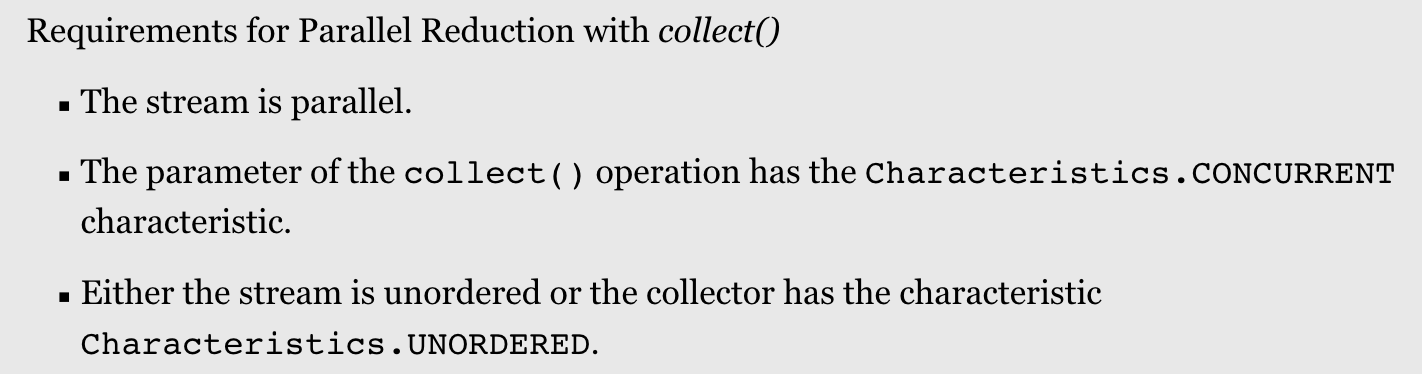 Requirements for Parallel Reduction with collect()
▪ The stream is parallel.
▪ The parameter of the collect() operation has the Characteristics.CONCURRENT
characteristic.
▪ Either the stream is unordered or the collector has the characteristic
Characteristics.UNORDERED.